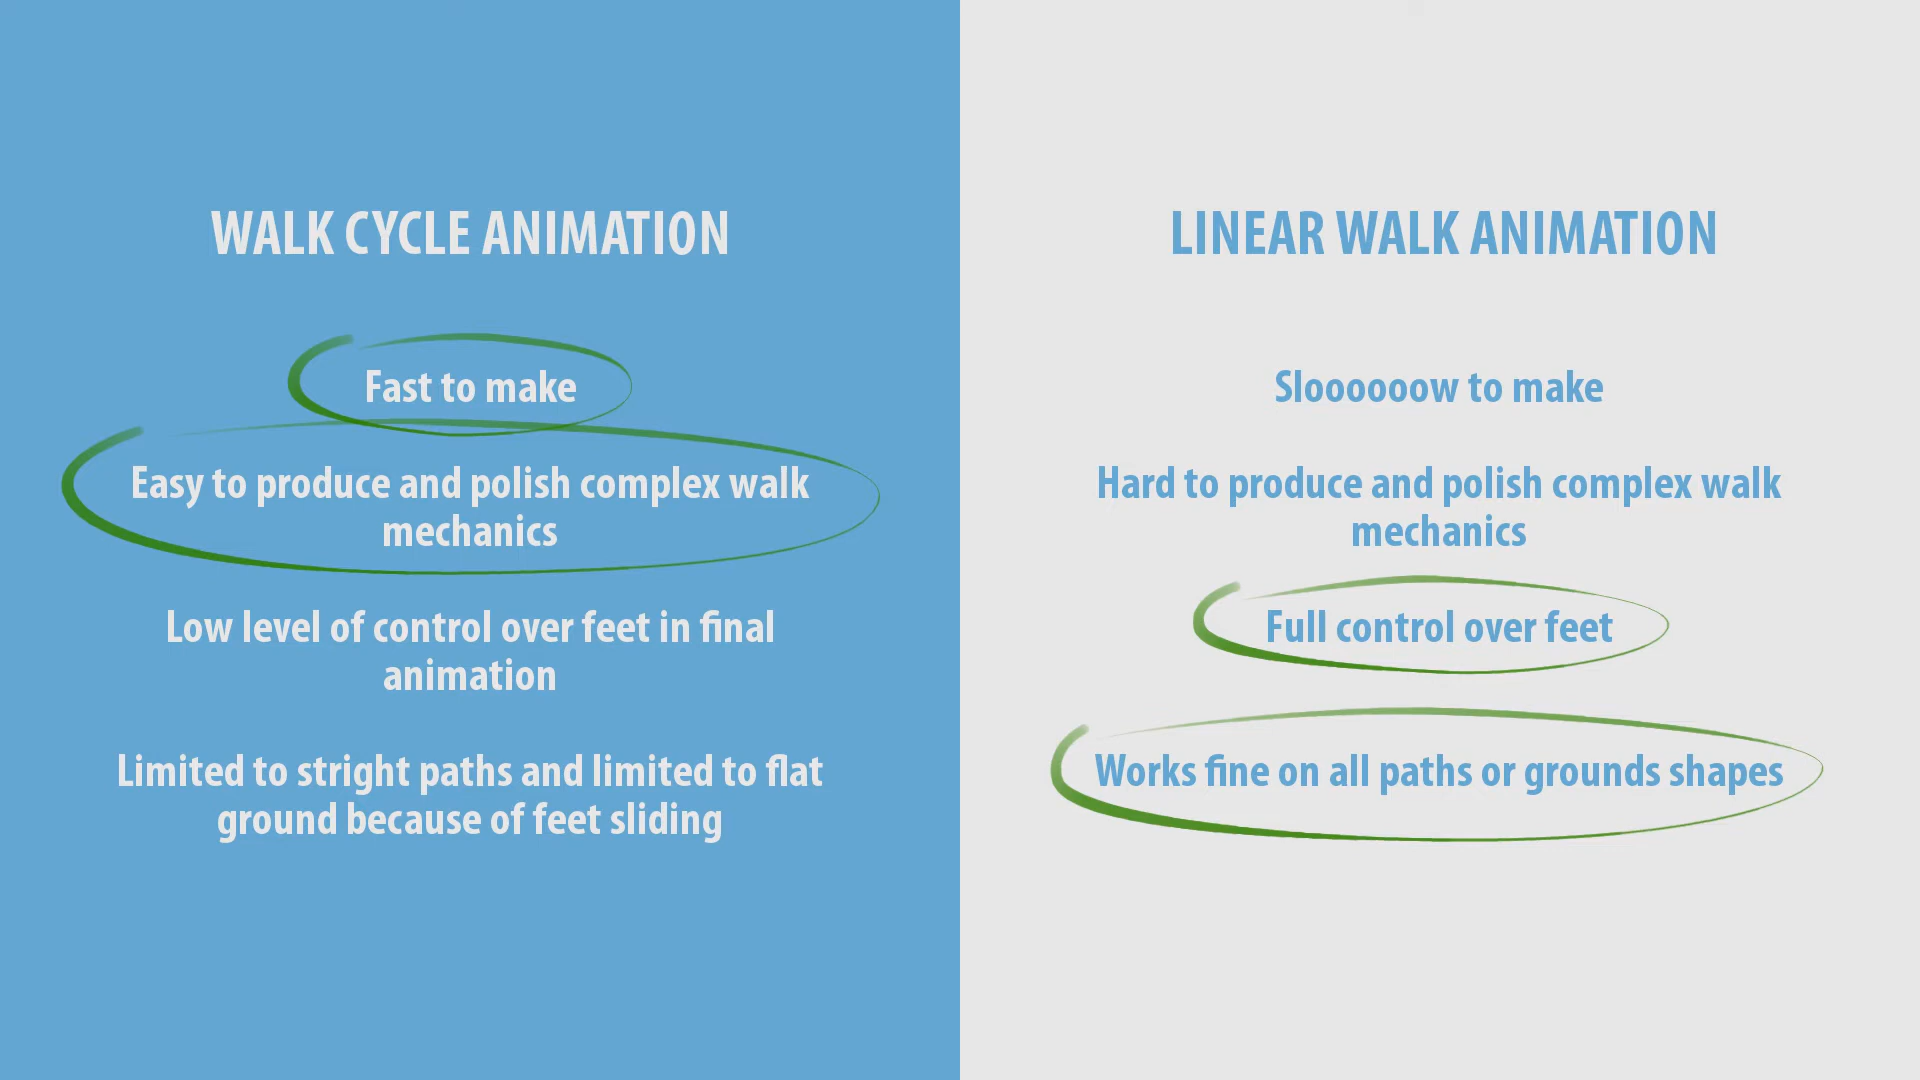 WALK CYCLE ANIMATION
Fast to make
Easy to produce and polish complex walk
mechanics
Low level of control over feet in final
animation
Limited to stright paths and limited to flat
ground because of feet sliding
LINEAR WALK ANIMATION
Sloooooow to make
Hard to produce and polish complex walk
mechanics
Full control over feet
Works fine on all paths or grounds shapes